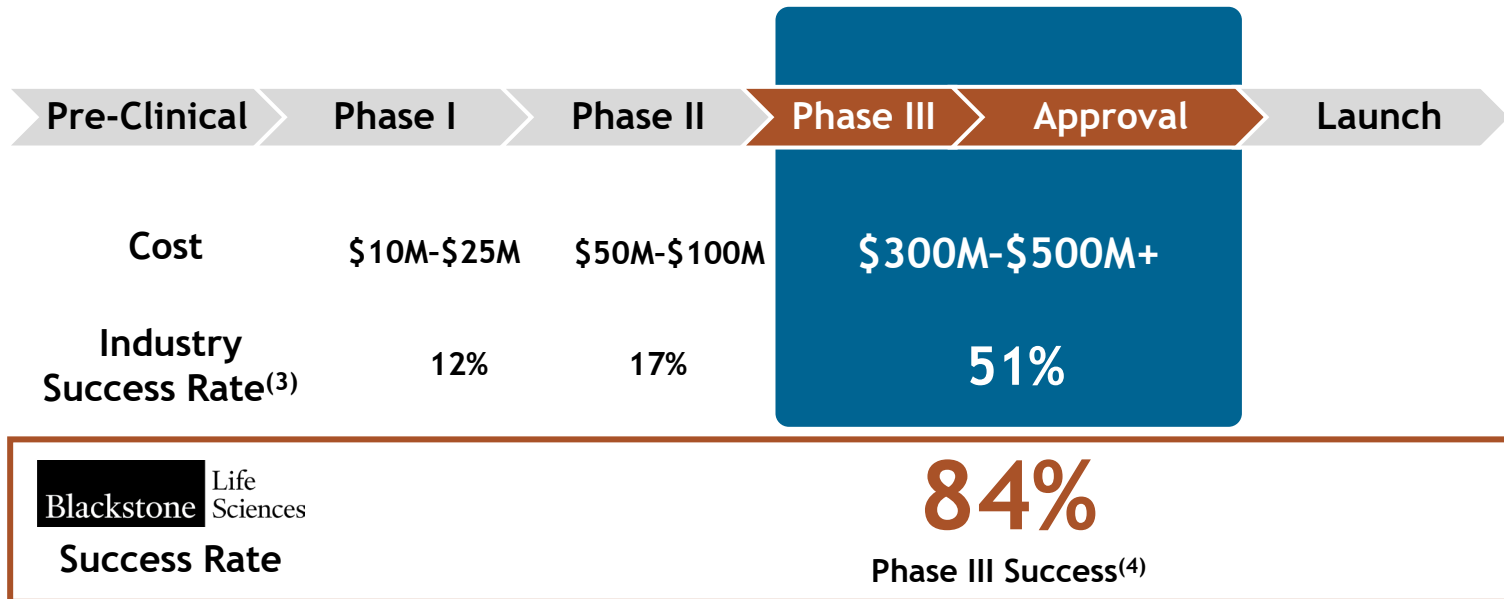 Pre-Clinical Phase I Phase II Phase III Approval Launch
Cost $10M-$25M $50M-$100M $300M-$500M+
Industry
Success Rate(3) 12% 17% 51%
Blackstone Life
Sciences
Success Rate
84%
Phase III Success(4)